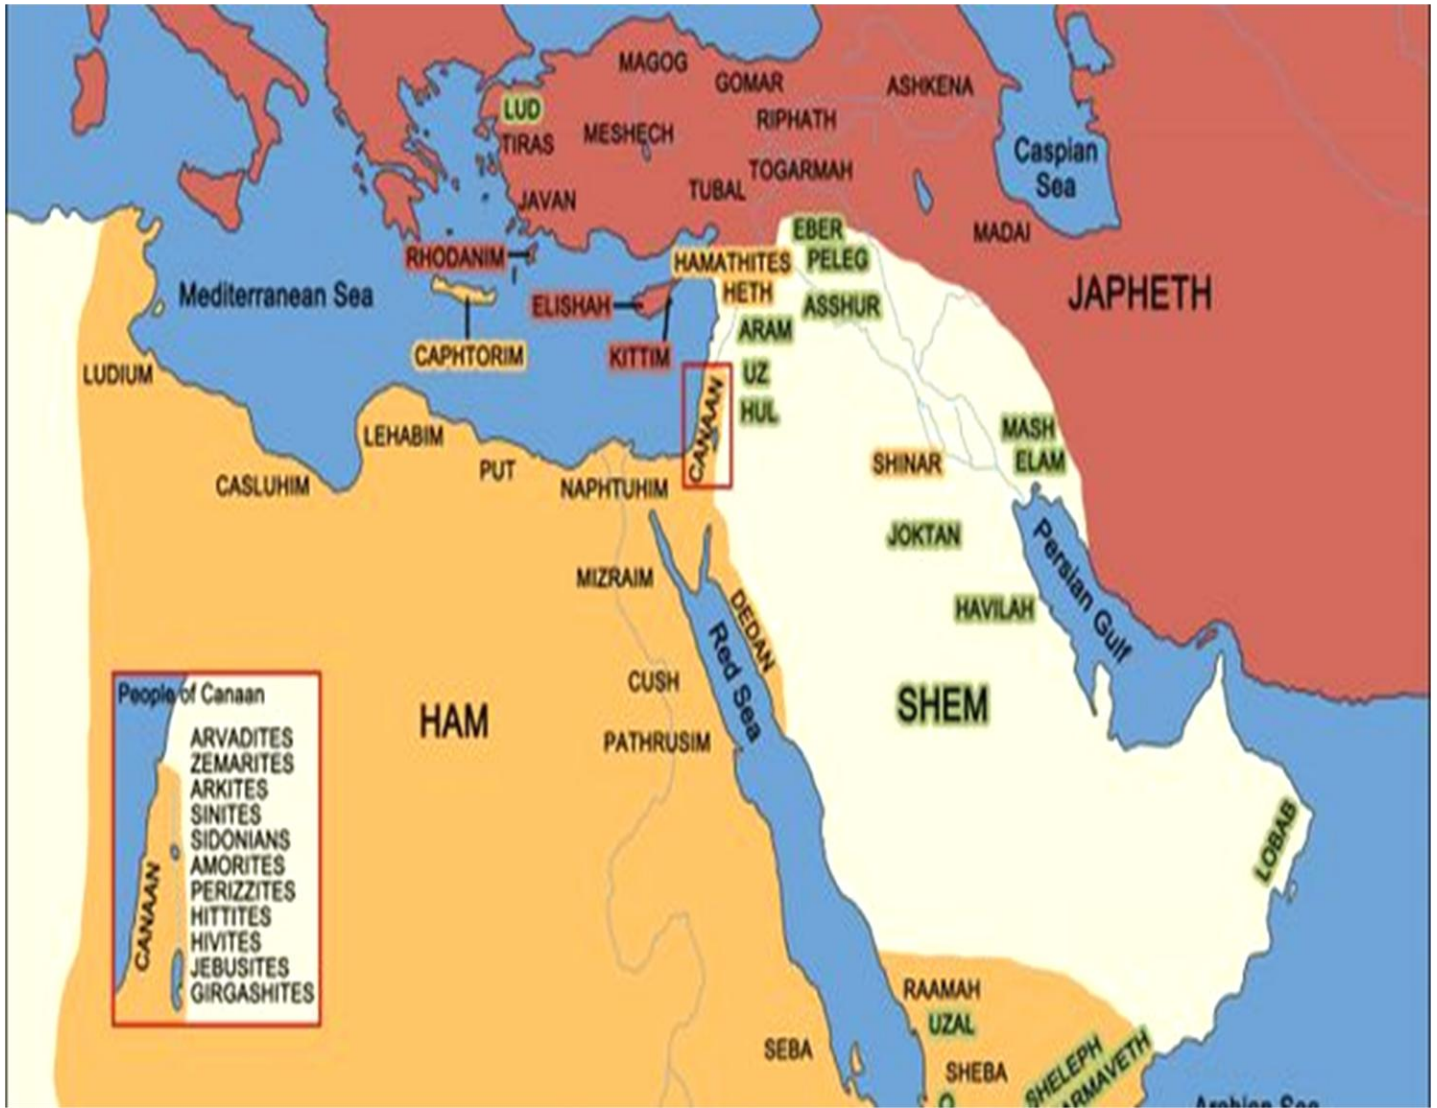 MAGOG
GOMAR
ASHKENA
LUD
RIPHATH
TIRAS
MESHECH
Caspian
Sea
TOGARMAH
TUBAL
JAVAN
MADAI
EBER
RHODANIM
HAMATHITES
PELEG
JAPHETH
Mediterranean Sea
HETH
ELISHAH
ASSHUR
ARAM
CAPHTORIM
KITTIM
LUDIUM
UZ
HUL
CANAAN
MASH
LEHABIM
SHINAR
ELAM
PUT
CASLUHIM
NAPHTUHIM
JOKTAN
Persian Gulf
MIZRAIM
HAVILAH
DEDAN
Red Sea
CUSH
SHEM
HAM
PATHRUSIM
People of Canaan
ARVADITES
ZEMARITES
ARKITES
SINITES
SIDONIANS
AMORITES
PERIZZITES
HITTITES
HIVITES
JEBUSITES
GIRGASHITES
CANAAN
LOBAB
RAAMAH
UZAL
SEBA
SHEBA
SHELEPH
ARMAVETH
Arabian Sea